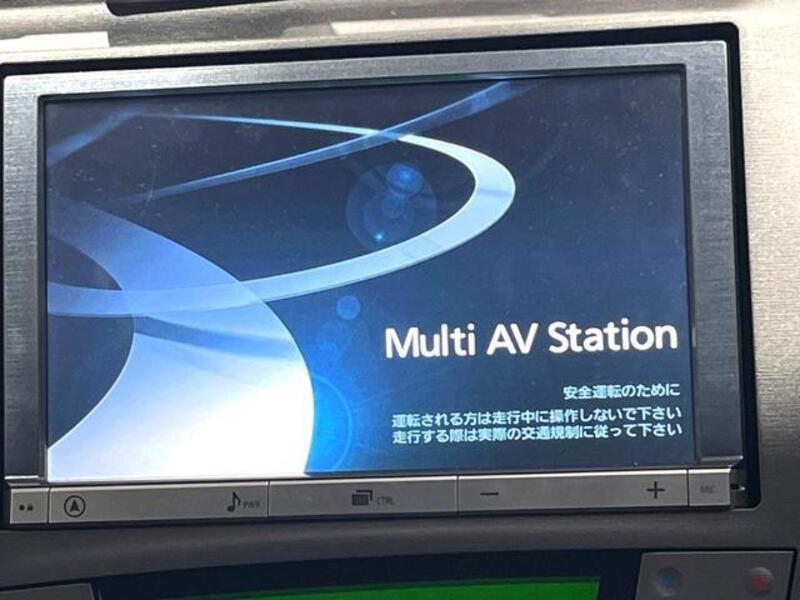 Multi AV Station
安全運転のために
運転される方は走行中に操作しないで下さい
走行する際は実際の交通規制に従って下さい
PWR
CTRL
MIC